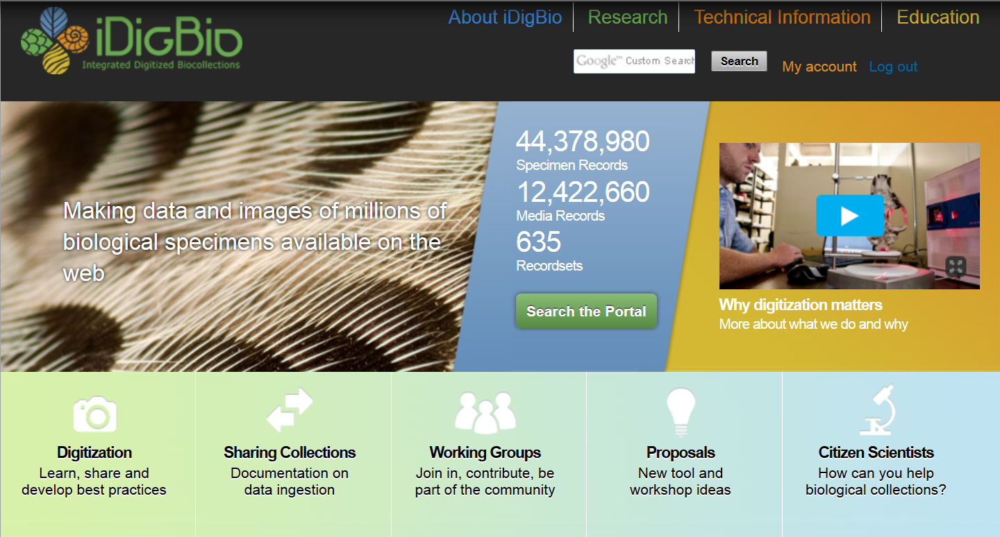 iDigBio
Integrated Digitized Biocollections
About iDigBio
Research
Technical Information
Education
Google™ Custom Search
Search
My account
Log out
Making data and images of millions of
biological specimens available on the
web
44,378,980
Specimen Records
12,422,660
Media Records
635
Recordsets
Search the Portal
Why digitization matters
More about what we do and why
Digitization
Learn, share and
develop best practices
Sharing Collections
Documentation on
data ingestion
Working Groups
Join in, contribute, be
part of the community
Proposals
New tool and
workshop ideas
Citizen Scientists
How can you help
biological collections?